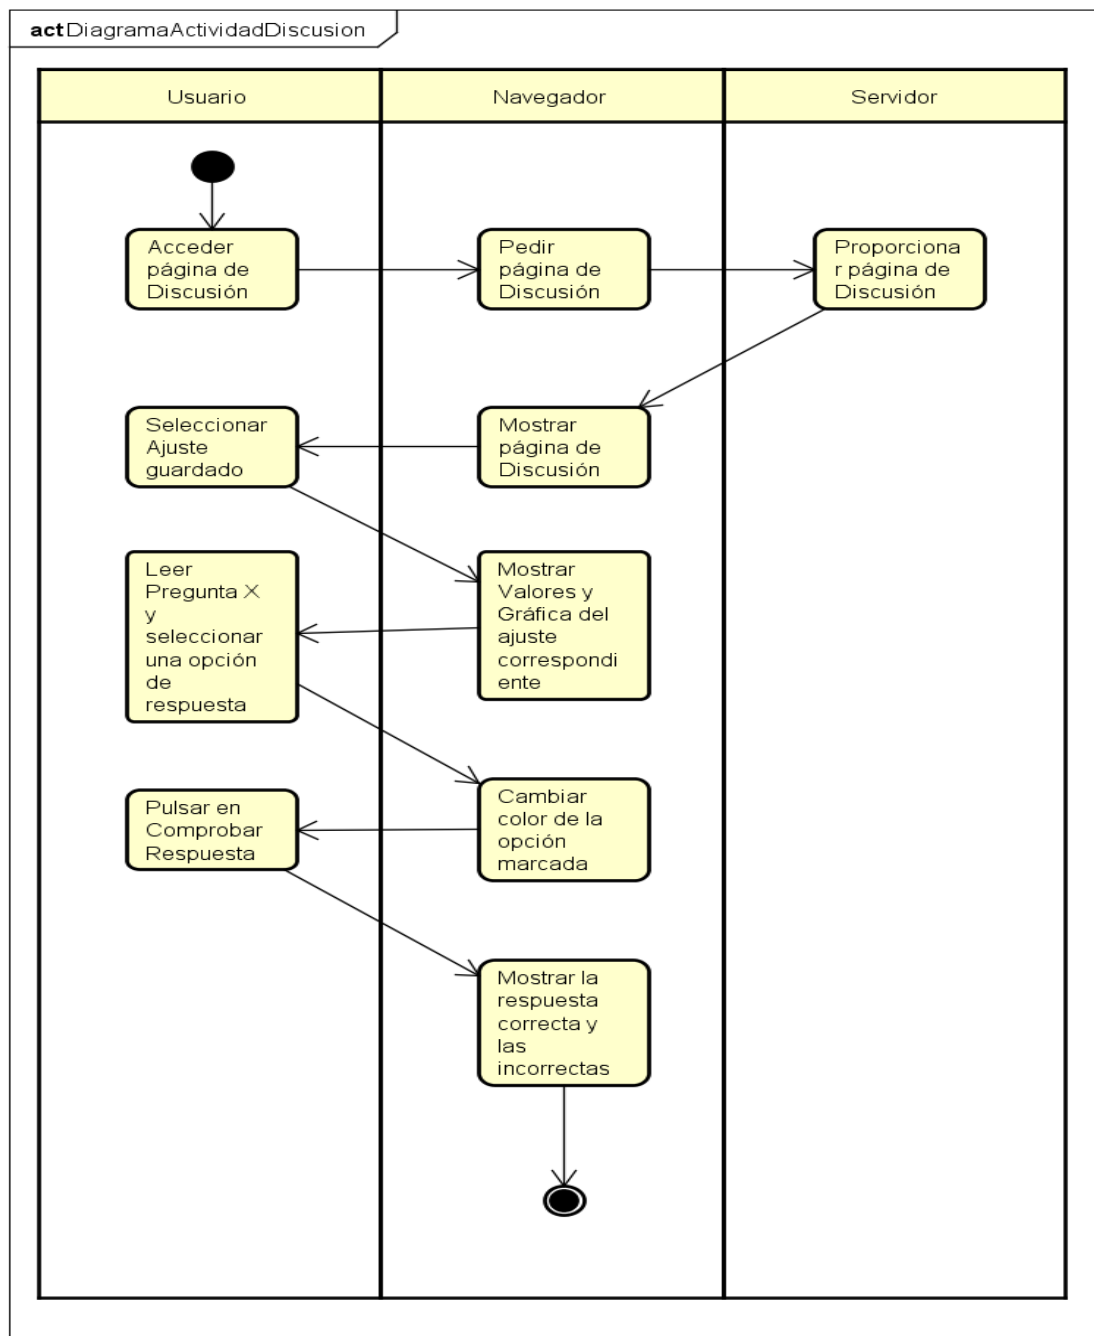 actDiagramaActividadDiscusion
Usuario
Navegador
Servidor
Acceder
página de
Discusión
Pedir
página de
Discusión
Proporciona
r página de
Discusión
Seleccionar
Ajuste
guardado
Mostrar
página de
Discusión
Leer
Pregunta X
y
seleccionar
una opción
de
respuesta
Mostrar
Valores y
Gráfica del
ajuste
correspondi
ente
Pulsar en
Comprobar
Respuesta
Cambiar
color de la
opción
marcada
Mostrar la
respuesta
correcta y
las
incorrectas